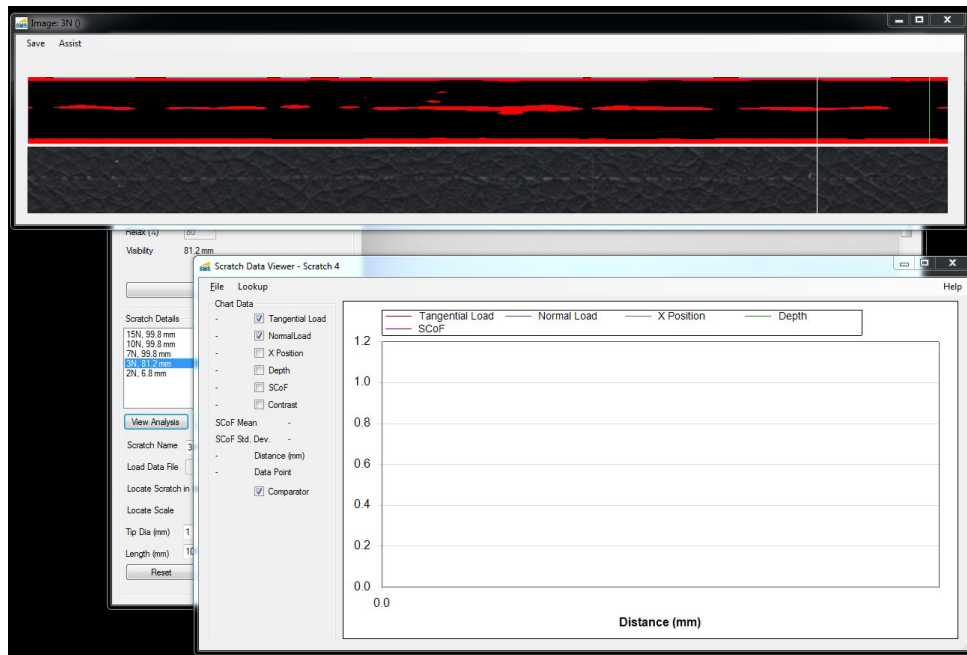 SMS Image: 3N ()
Save Assist
Relax (%) 80
Visibility 81.2 mm
SMS Scratch Data Viewer - Scratch 4
File Lookup Help
Chart Data
- Tangential Load
- NormalLoad
- X Position
- Depth
- SCoF
- Contrast
SCoF Mean -
SCoF Std. Dev. -
- Distance (mm)
- Data Point
Comparator
Scratch Details
15N, 99.8 mm
10N, 99.8 mm
7N, 99.8 mm
3N, 81.2 mm
2N, 6.8 mm
View Analysis
Scratch Name
Load Data File
Locate Scratch in
Locate Scale
Tip Dia (mm) 1
Length (mm) 10
Reset
Tangential Load Normal Load X Position Depth
SCoF
1.2
1.0
0.8
0.6
0.4
0.2
0.0
0.0
Distance (mm)